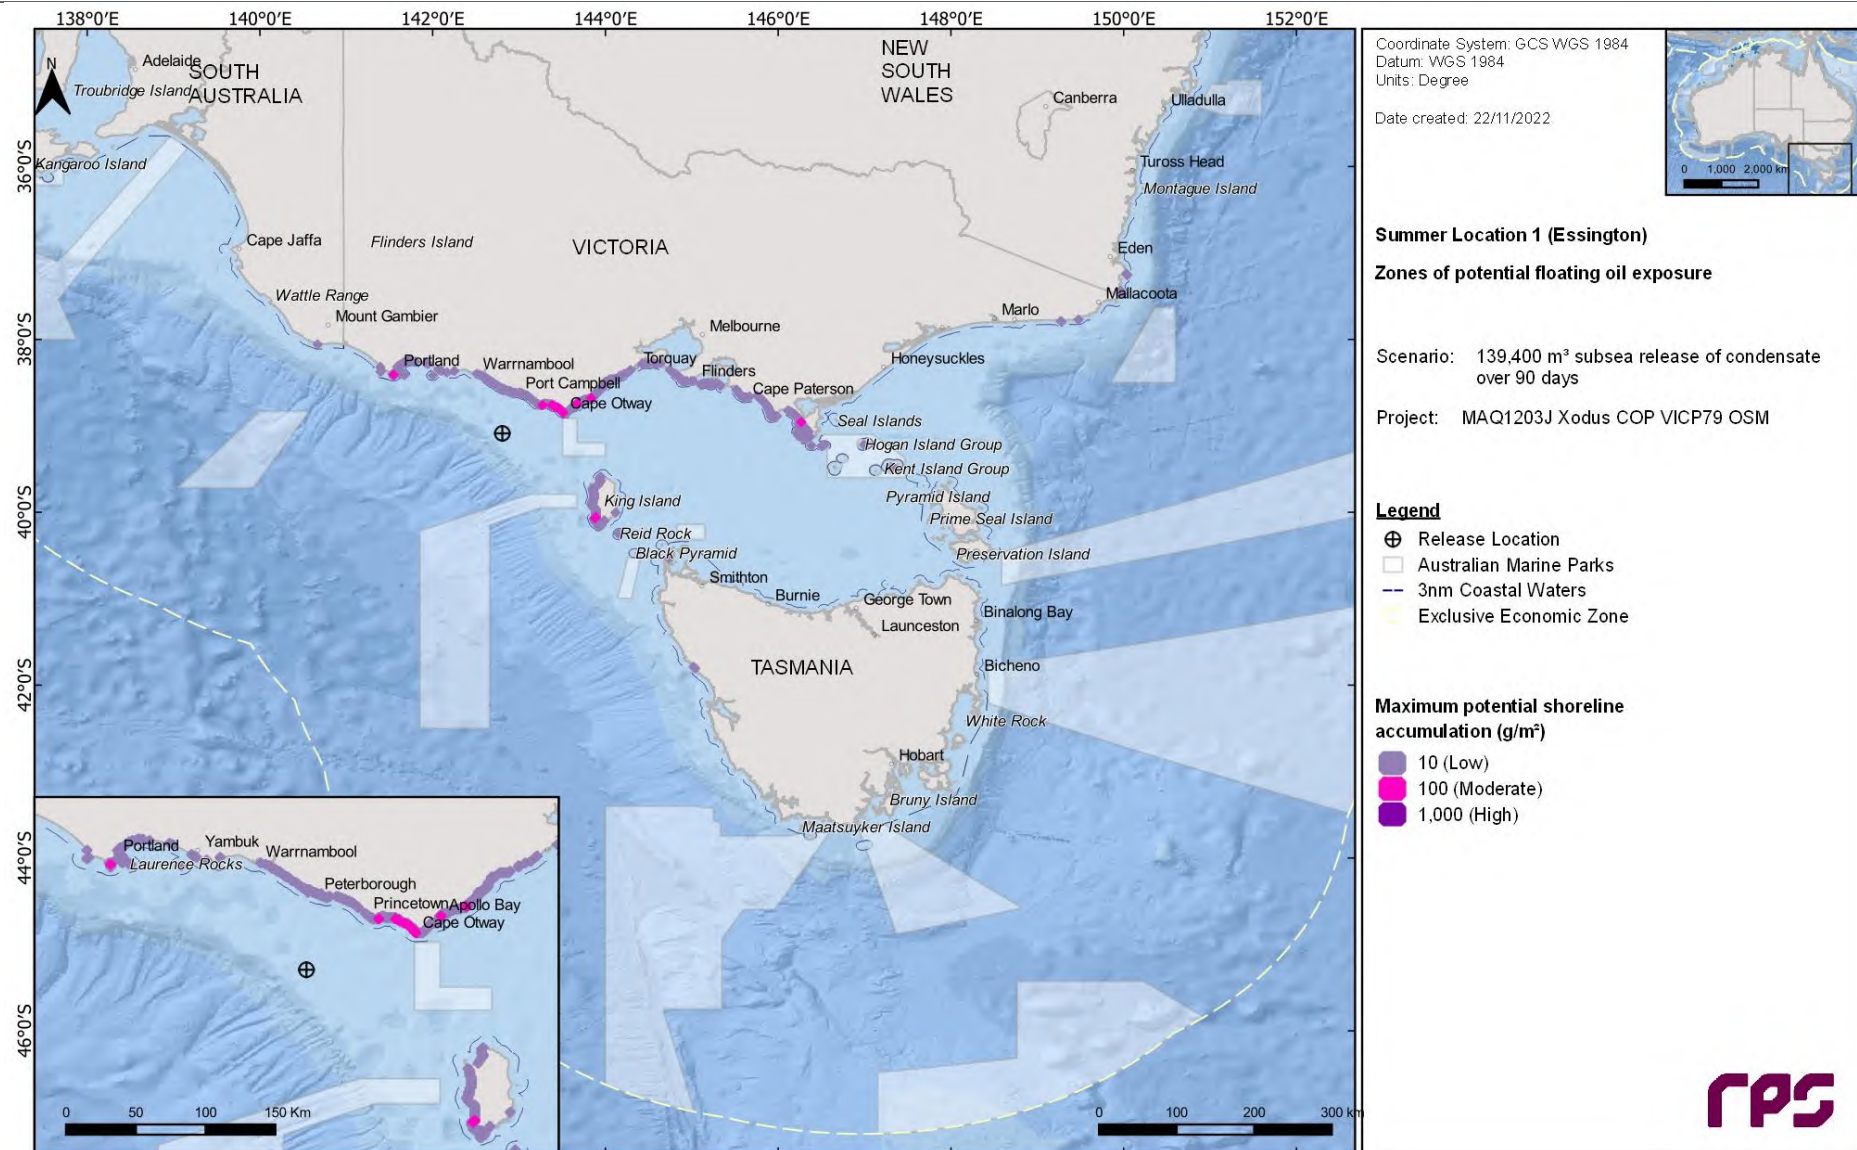 138°0'E 140°0'E 142°0'E 144°0'E 146°0'E 148°0'E 150°0'E 152°0'E
36°0'S
38°0'S
40°0'S
42°0'S
44°0'S
46°0'S
N
Adelaide
SOUTH
AUSTRALIA
Troubridge Island
Kangaroo Island
NEW
SOUTH
WALES
Canberra
Ulladulla
Tuross Head
Montague Island
Cape Jaffa
Flinders Island
VICTORIA
Eden
Wattle Range
Mount Gambier
Mallacoota
Marlo
Melbourne
Portland
Warrnambool
Torquay
Honeysuckles
Flinders
Port Campbell
Cape Paterson
Cape Otway
Seal Islands
Hogan Island Group
Kent Island Group
King Island
Pyramid Island
Prime Seal Island
Reid Rock
Black Pyramid
Preservation Island
Smithton
Burnie
George Town
Binalong Bay
Launceston
TASMANIA
Bicheno
White Rock
Hobart
Bruny Island
Maatsuyker Island
0 100 200 300 km
Portland
Yambuk
Laurence Rocks
Warrnambool
Peterborough
Princetown
Apollo Bay
Cape Otway
0 50 100 150 Km
Coordinate System: GCS WGS 1984
Datum: WGS 1984
Units: Degree
Date created: 22/11/2022
0 1,000 2,000 km
Summer Location 1 (Essington)
Zones of potential floating oil exposure
Scenario: 139,400 m³ subsea release of condensate
over 90 days
Project: MAQ1203J Xodus COP VICP79 OSM
Legend
Release Location
Australian Marine Parks
3nm Coastal Waters
Exclusive Economic Zone
Maximum potential shoreline
accumulation (g/m²)
10 (Low)
100 (Moderate)
1,000 (High)
rps